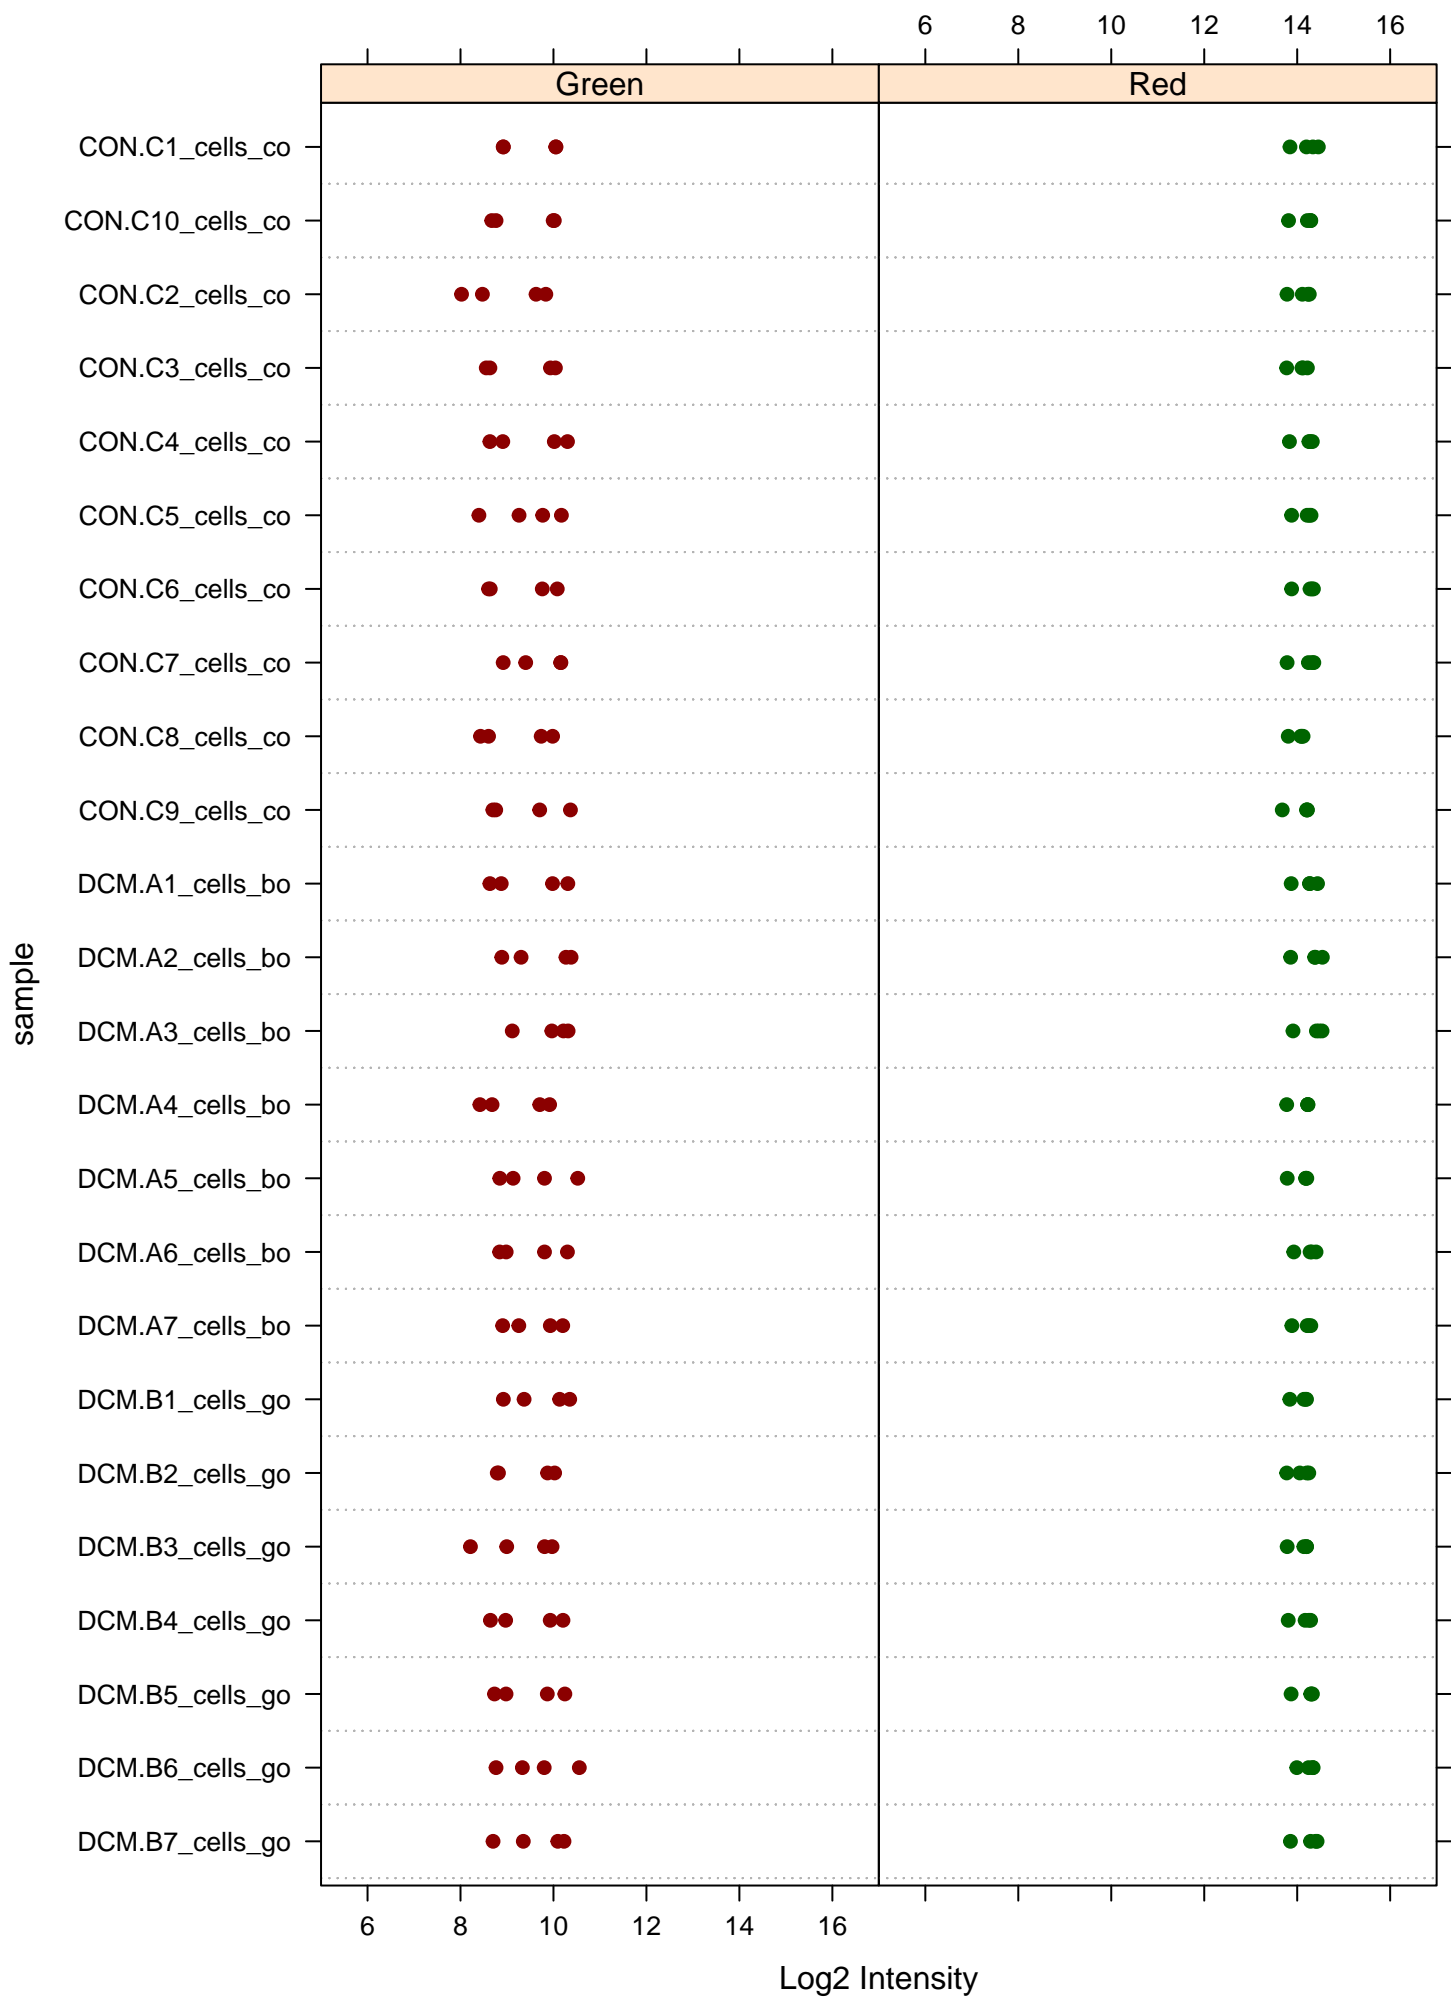 6 8 10 12 14 16
Green Red
CON.C1_cells_co
CON.C10_cells_co
CON.C2_cells_co
CON.C3_cells_co
CON.C4_cells_co
CON.C5_cells_co
CON.C6_cells_co
CON.C7_cells_co
CON.C8_cells_co
CON.C9_cells_co
DCM.A1_cells_bo
DCM.A2_cells_bo
DCM.A3_cells_bo
DCM.A4_cells_bo
DCM.A5_cells_bo
DCM.A6_cells_bo
DCM.A7_cells_bo
DCM.B1_cells_go
DCM.B2_cells_go
DCM.B3_cells_go
DCM.B4_cells_go
DCM.B5_cells_go
DCM.B6_cells_go
DCM.B7_cells_go
sample
6 8 10 12 14 16
Log2 Intensity